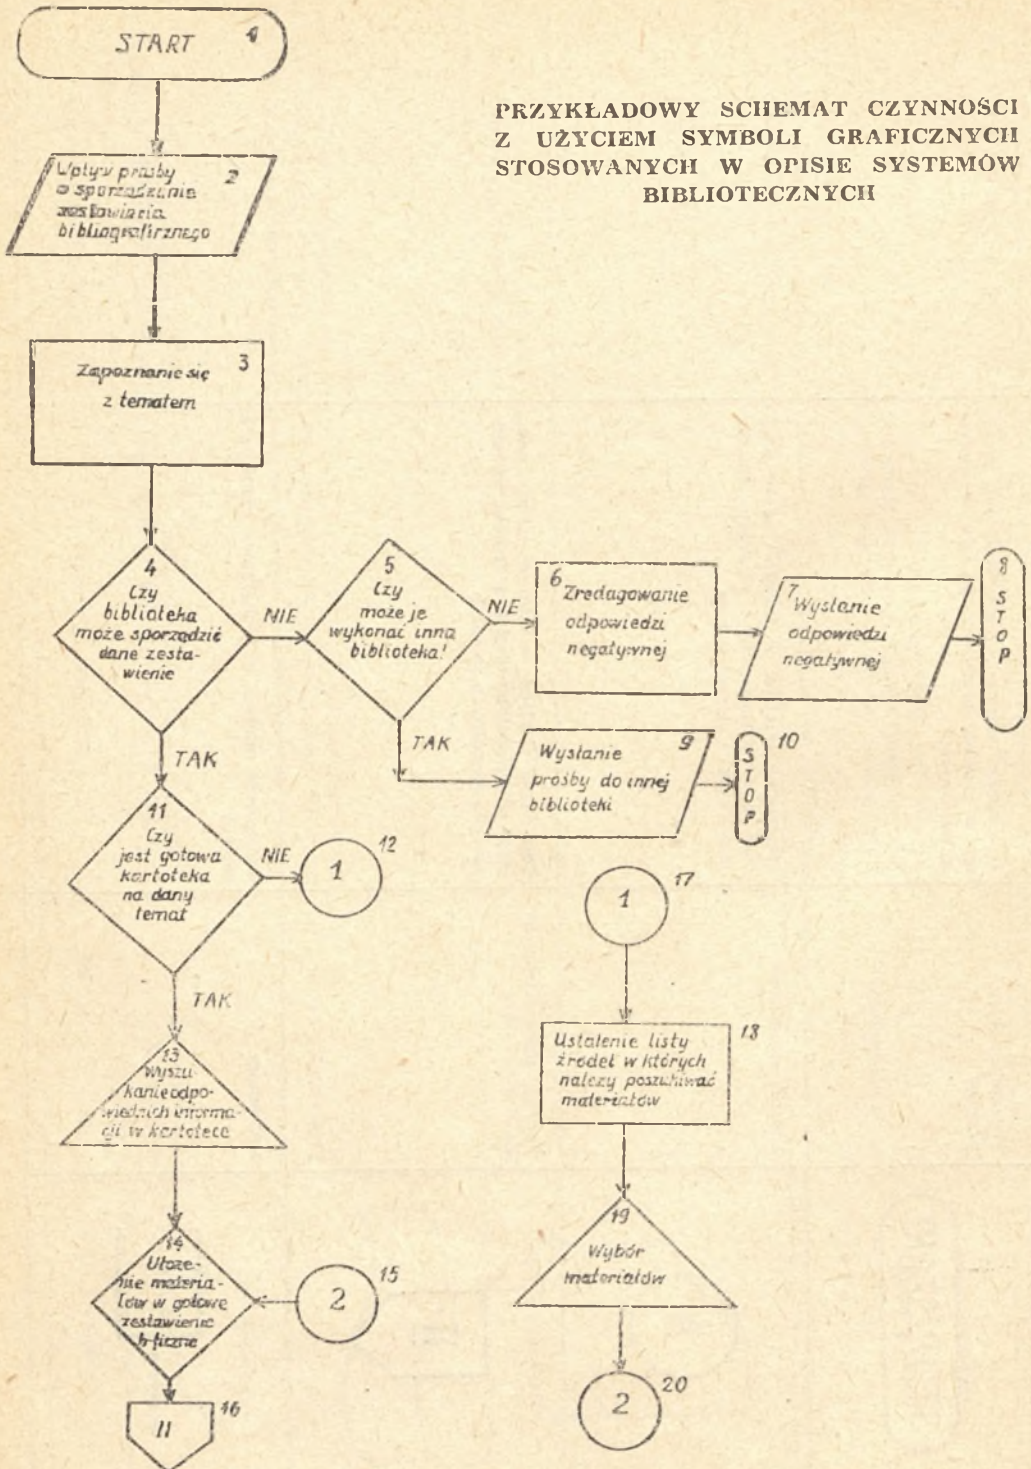 START 1
PRZYKŁADOWY SCHEMAT CZYNNOŚCI
Z UŻYCIEM SYMBOLI GRAFICZNYCH
STOSOWANYCH W OPISIE SYSTEMÓW
BIBLIOTECZNYCH
Wpływ prośby 2
o sporządzenie
zestawienia
bibliograficznego
Zapoznanie się 3
z tematem
4
Czy
biblioteka
może sporządzić
dane zesta-
wienie
NIE
TAK
5
Czy
może je
wykonać inna
biblioteka!
NIE
TAK
6 Zredagowanie
odpowiedzi
negatywnej
7 Wysłanie
odpowiedzi
negatywnej
8
S
T
O
P
Wysłanie 9
prośby do innej
biblioteki
S
T
O
P
10
11
Czy
jest gotowa
kartoteka
na dany
temat
NIE
TAK
1 12
13
Wyszu
kanie odpo-
wiednich informa-
cji w kartotece
14
Ułoże-
nie materia-
łów w gotowe
zestawienie
b-ficzne
2 15
II 16
1 17
Ustalenie listy 18
źródeł w których
należy poszukiwać
materiałów
19
Wybór
materiałów
2 20